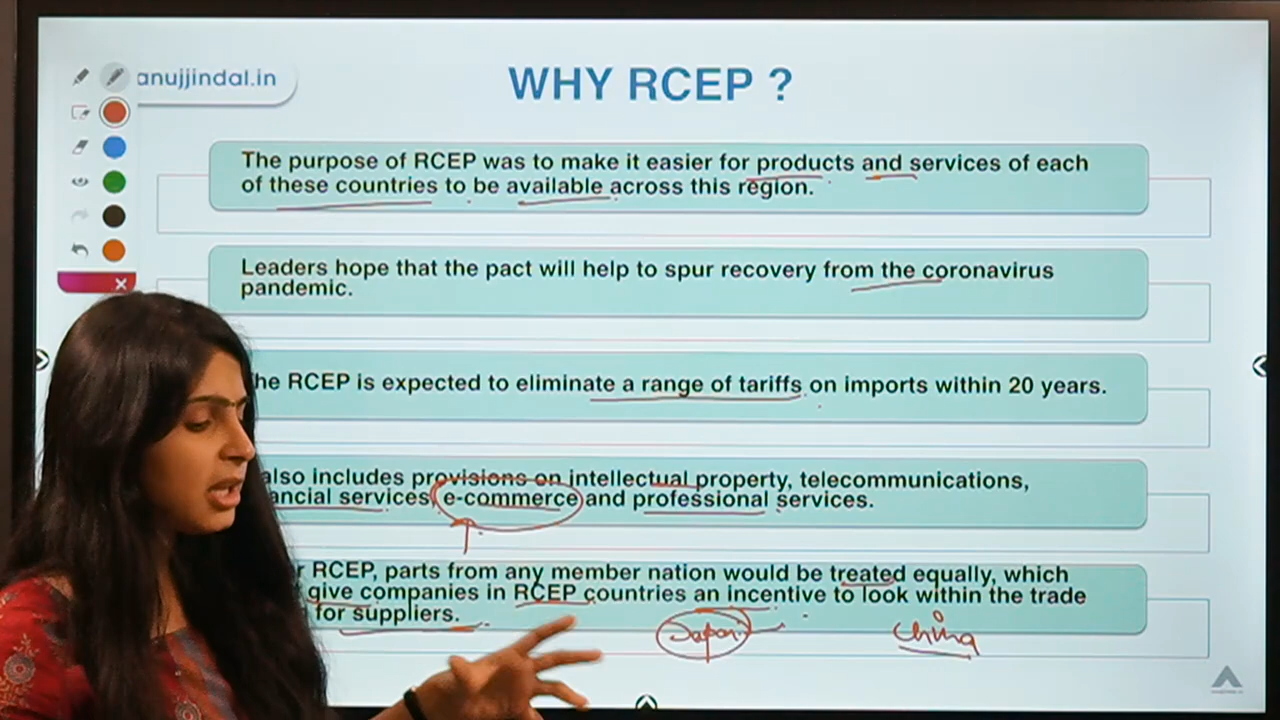 anujjindal.in
WHY RCEP ?
The purpose of RCEP was to make it easier for products and services of each
of these countries to be available across this region.
Leaders hope that the pact will help to spur recovery from the coronavirus
pandemic.
he RCEP is expected to eliminate a range of tariffs on imports within 20 years.
also includes provisions on intellectual property, telecommunications,
ancial services, e-commerce and professional services.
r RCEP, parts from any member nation would be treated equally, which
give companies in RCEP countries an incentive to look within the trade
for suppliers.
Japan
China